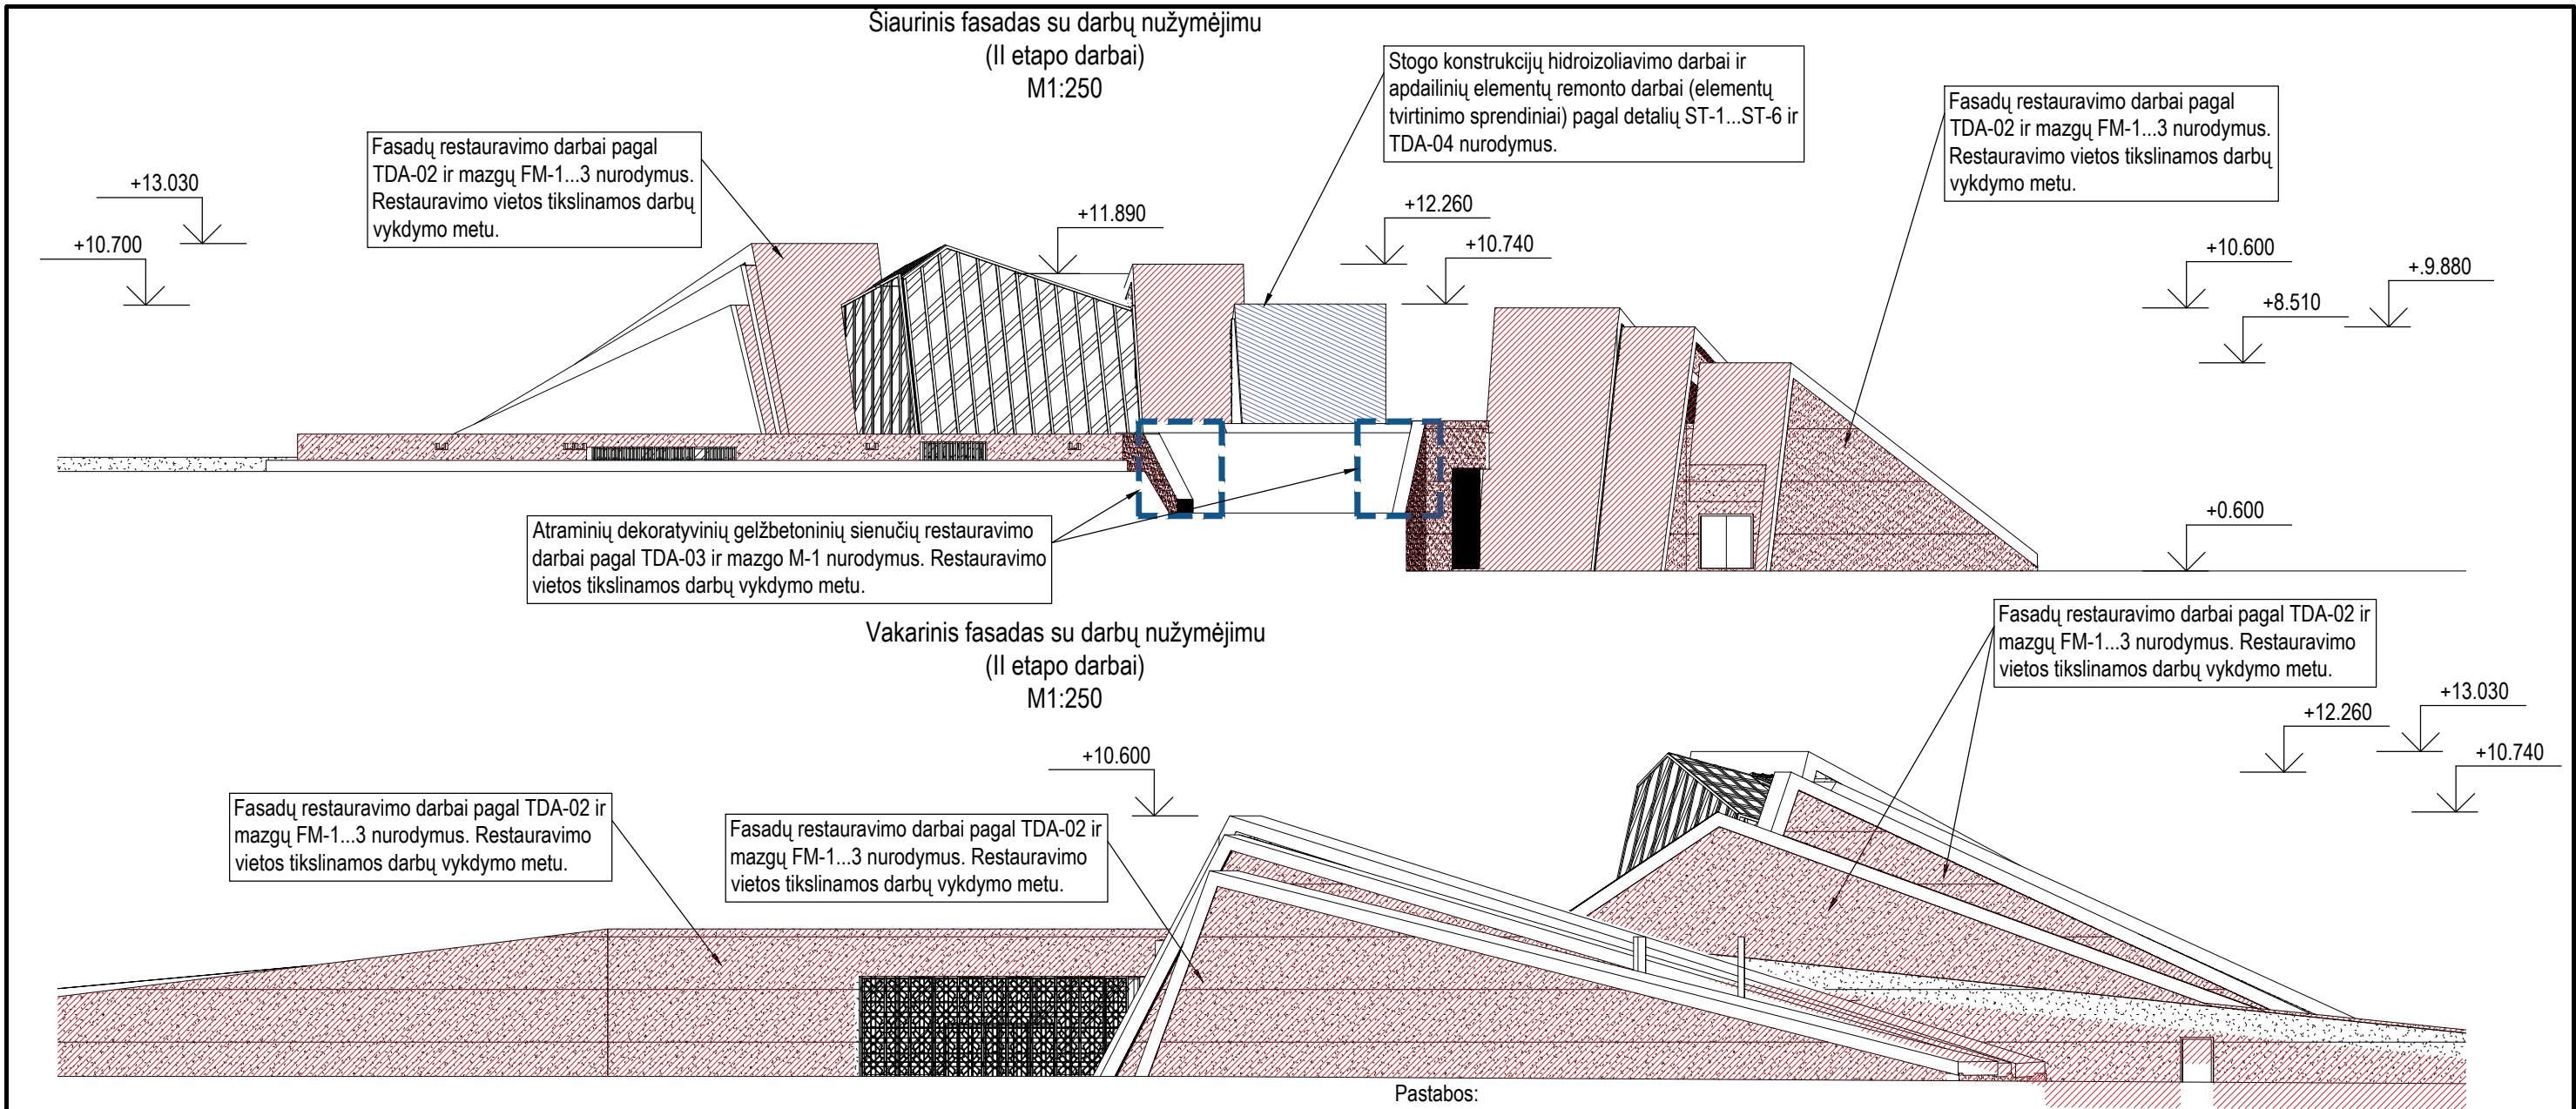 Šiaurinis fasadas su darbų nužymėjimu
(II etapo darbai)
M1:250
Stogo konstrukcijų hidroizoliavimo darbai ir
apdailinių elementų remonto darbai (elementų
tvirtinimo sprendiniai) pagal detalių ST-1...ST-6 ir
TDA-04 nurodymus.
Fasadų restauravimo darbai pagal
TDA-02 ir mazgų FM-1...3 nurodymus.
Restauravimo vietos tikslinamos darbų
vykdymo metu.
Fasadų restauravimo darbai pagal
TDA-02 ir mazgų FM-1...3 nurodymus.
Restauravimo vietos tikslinamos darbų
vykdymo metu.
+13.030
+10.700
+11.890
+12.260
+10.740
+10.600
+.9.880
+8.510
+0.600
Atraminių dekoratyvinių gelžbetoninių sienučių restauravimo
darbai pagal TDA-03 ir mazgo M-1 nurodymus. Restauravimo
vietos tikslinamos darbų vykdymo metu.
Vakarinis fasadas su darbų nužymėjimu
(II etapo darbai)
M1:250
Fasadų restauravimo darbai pagal TDA-02 ir
mazgų FM-1...3 nurodymus. Restauravimo
vietos tikslinamos darbų vykdymo metu.
+13.030
+12.260
+10.740
+10.600
Fasadų restauravimo darbai pagal TDA-02 ir
mazgų FM-1...3 nurodymus. Restauravimo
vietos tikslinamos darbų vykdymo metu.
Fasadų restauravimo darbai pagal TDA-02 ir
mazgų FM-1...3 nurodymus. Restauravimo
vietos tikslinamos darbų vykdymo metu.
Pastabos: